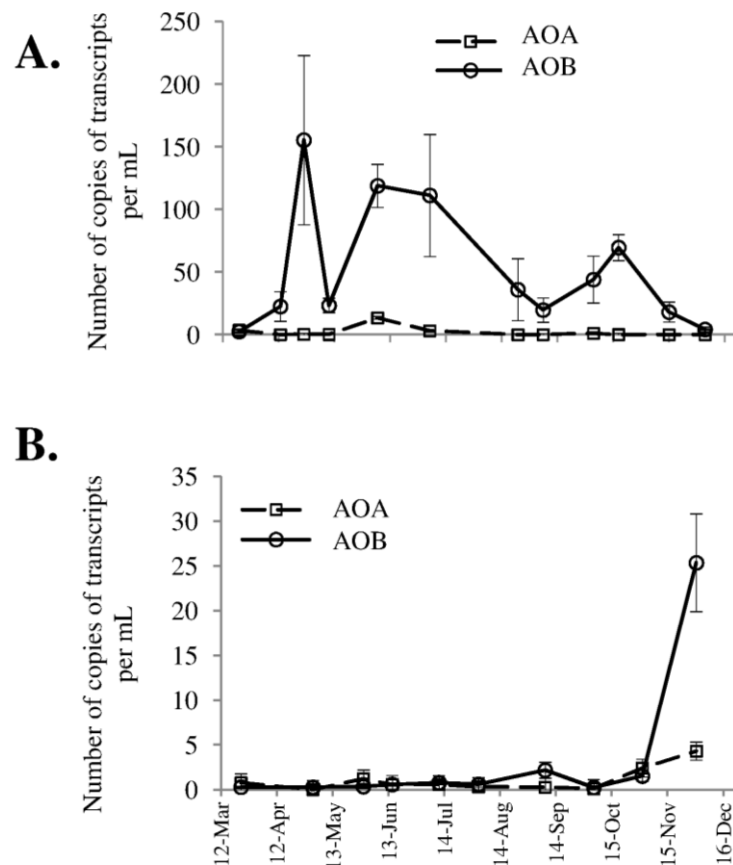 A.
Number of copies of transcripts
per mL
250
200
150
100
50
0
AOA
AOB
B.
Number of copies of transcripts
per mL
35
30
25
20
15
10
5
0
AOA
AOB
12-Mar
12-Apr
13-May
13-Jun
14-Jul
14-Aug
14-Sep
15-Oct
15-Nov
16-Dec